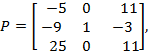 P = [ -5 0 11
-9 1 -3
25 0 11 ],